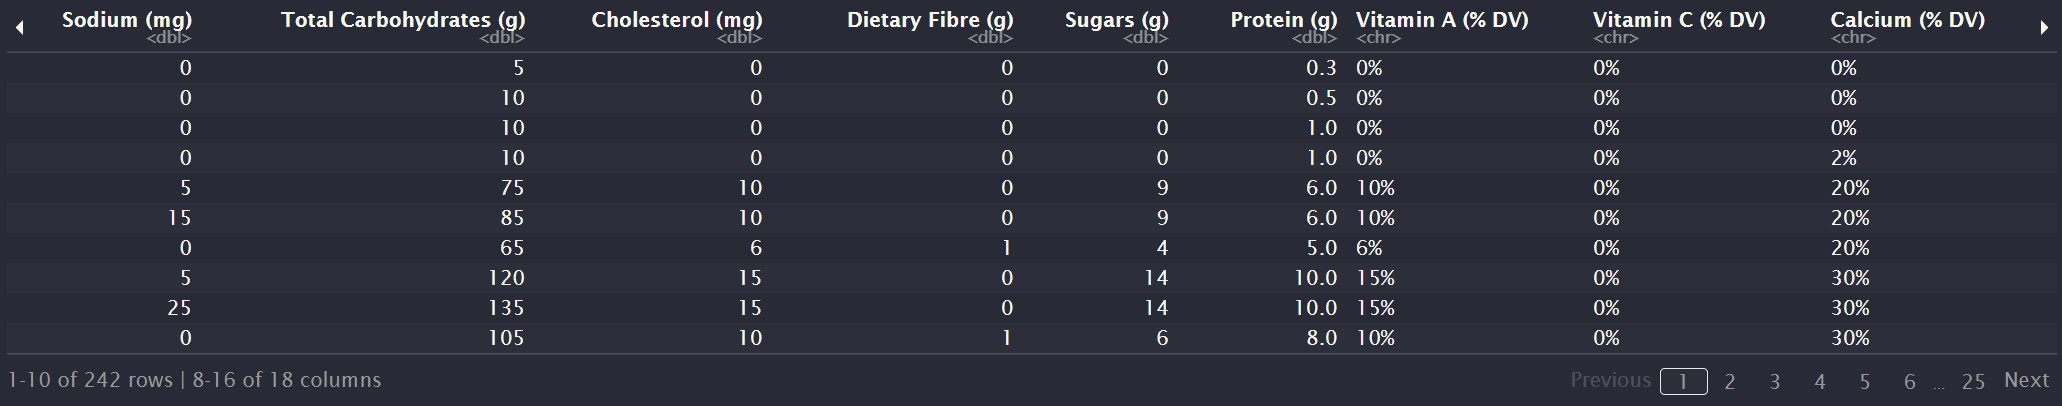 Sodium (mg) Total Carbohydrates (g) Cholesterol (mg) Dietary Fibre (g) Sugars (g) Protein (g) Vitamin A (% DV) Vitamin C (% DV) Calcium (% DV)
<dbl> <dbl> <dbl> <dbl> <dbl> <dbl> <chr> <chr> <chr>
0 5 0 0 0 0.3 0% 0% 0%
0 10 0 0 0 0.5 0% 0% 0%
0 10 0 0 0 1.0 0% 0% 0%
0 10 0 0 0 1.0 0% 0% 2%
5 75 10 0 9 6.0 10% 0% 20%
15 85 10 0 9 6.0 10% 0% 20%
0 65 6 1 4 5.0 6% 0% 20%
5 120 15 0 14 10.0 15% 0% 30%
25 135 15 0 14 10.0 15% 0% 30%
0 105 10 1 6 8.0 10% 0% 30%
1-10 of 242 rows | 8-16 of 18 columns Previous 1 2 3 4 5 6 ... 25 Next